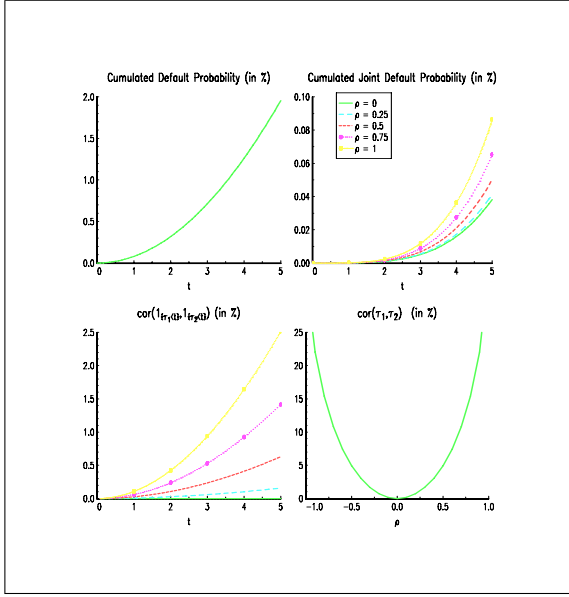 Cumulated Default Probability (in %)
2.0
1.5
1.0
0.5
0.0
0 1 2 3 4 5
t
Cumulated Joint Default Probability (in %)
0.10
0.08
0.06
0.04
0.02
0.00
ρ = 0
ρ = 0.25
ρ = 0.5
ρ = 0.75
ρ = 1
0 1 2 3 4 5
t
cor(1{τ₁<t},1{τ₂<t}) (in %)
2.5
2.0
1.5
1.0
0.5
0.0
0 1 2 3 4 5
t
cor(τ₁,τ₂) (in %)
25
20
15
10
5
0
−1.0 −0.5 0.0 0.5 1.0
ρ